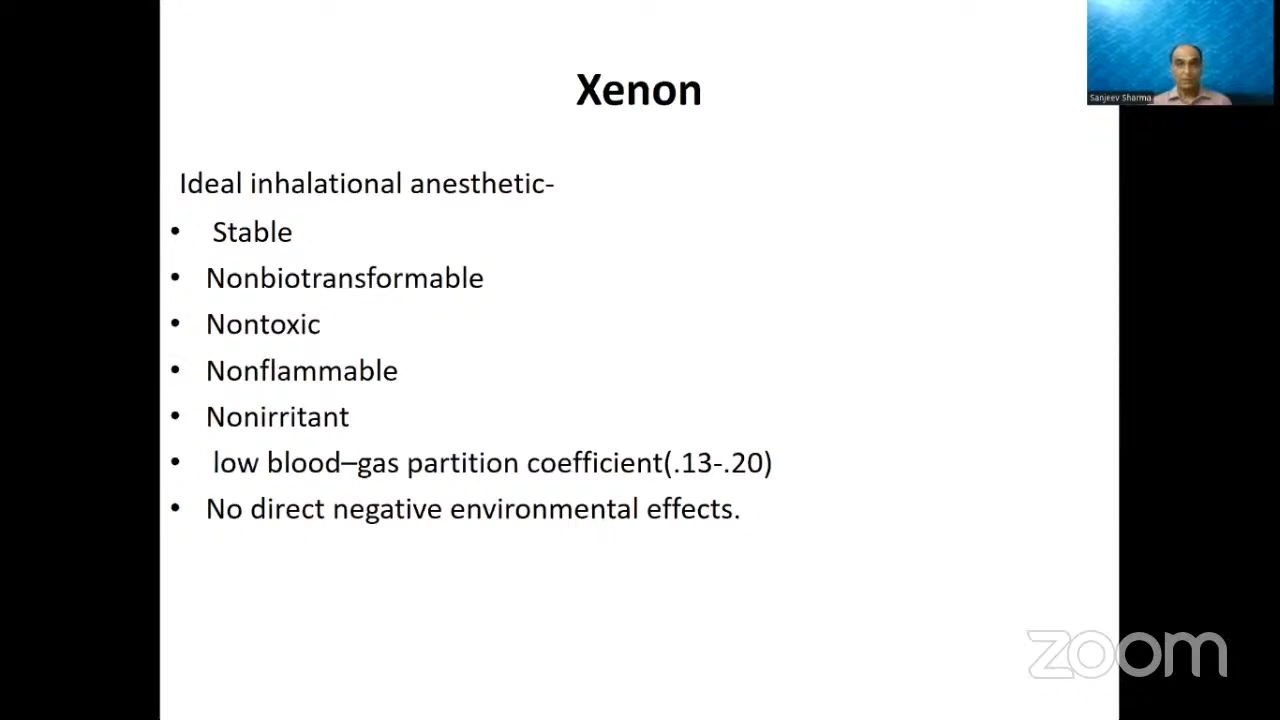 Xenon
Sanjeev Sharma
Ideal inhalational anesthetic-
• Stable
• Nonbiotransformable
• Nontoxic
• Nonflammable
• Nonirritant
• low blood–gas partition coefficient(.13-.20)
• No direct negative environmental effects.
zoom